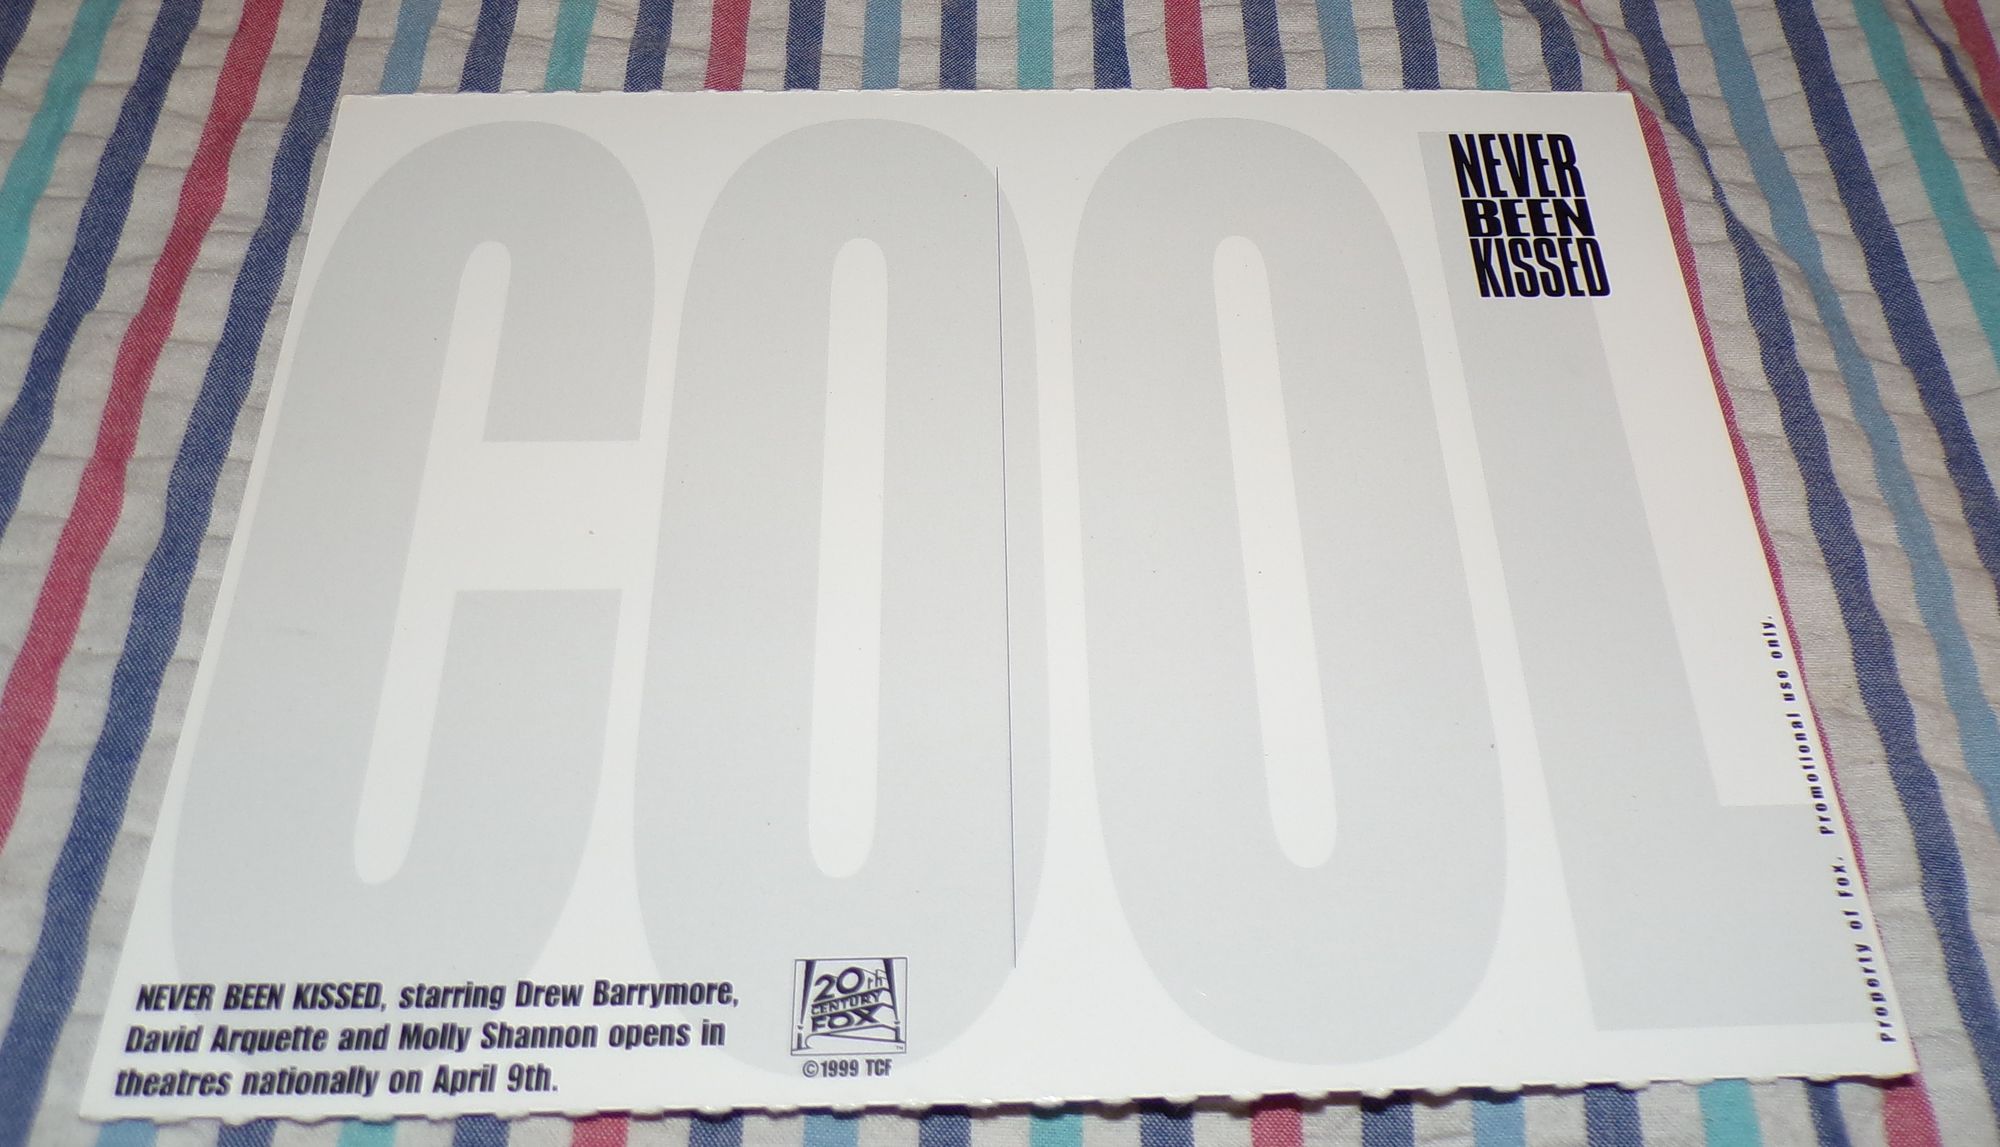 COOL
NEVER
BEEN
KISSED
Property of Fox. Promotional use only.
NEVER BEEN KISSED, starring Drew Barrymore,
David Arquette and Molly Shannon opens in
theatres nationally on April 9th.
20th
CENTURY
FOX
TM
©1999 TCF